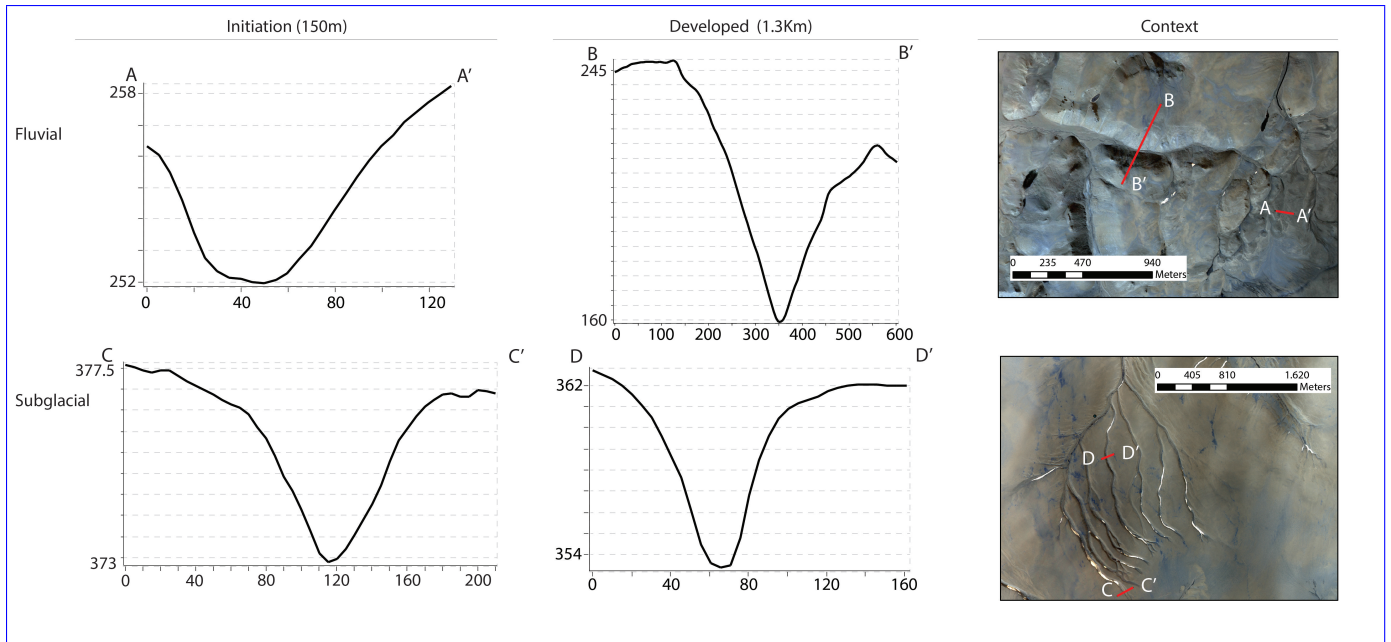 Initiation (150m) Developed (1.3Km) Context
Fluvial
A A’
258
252
0 40 80 120
B B’
245
160
0 100 200 300 400 500 600
B
B’
A A’
0 235 470 940
Meters
Subglacial
C C’
377.5
373
0 40 80 120 160 200
D D’
362
354
0 40 80 120 160
0 405 810 1.620
Meters
D D’
C C’